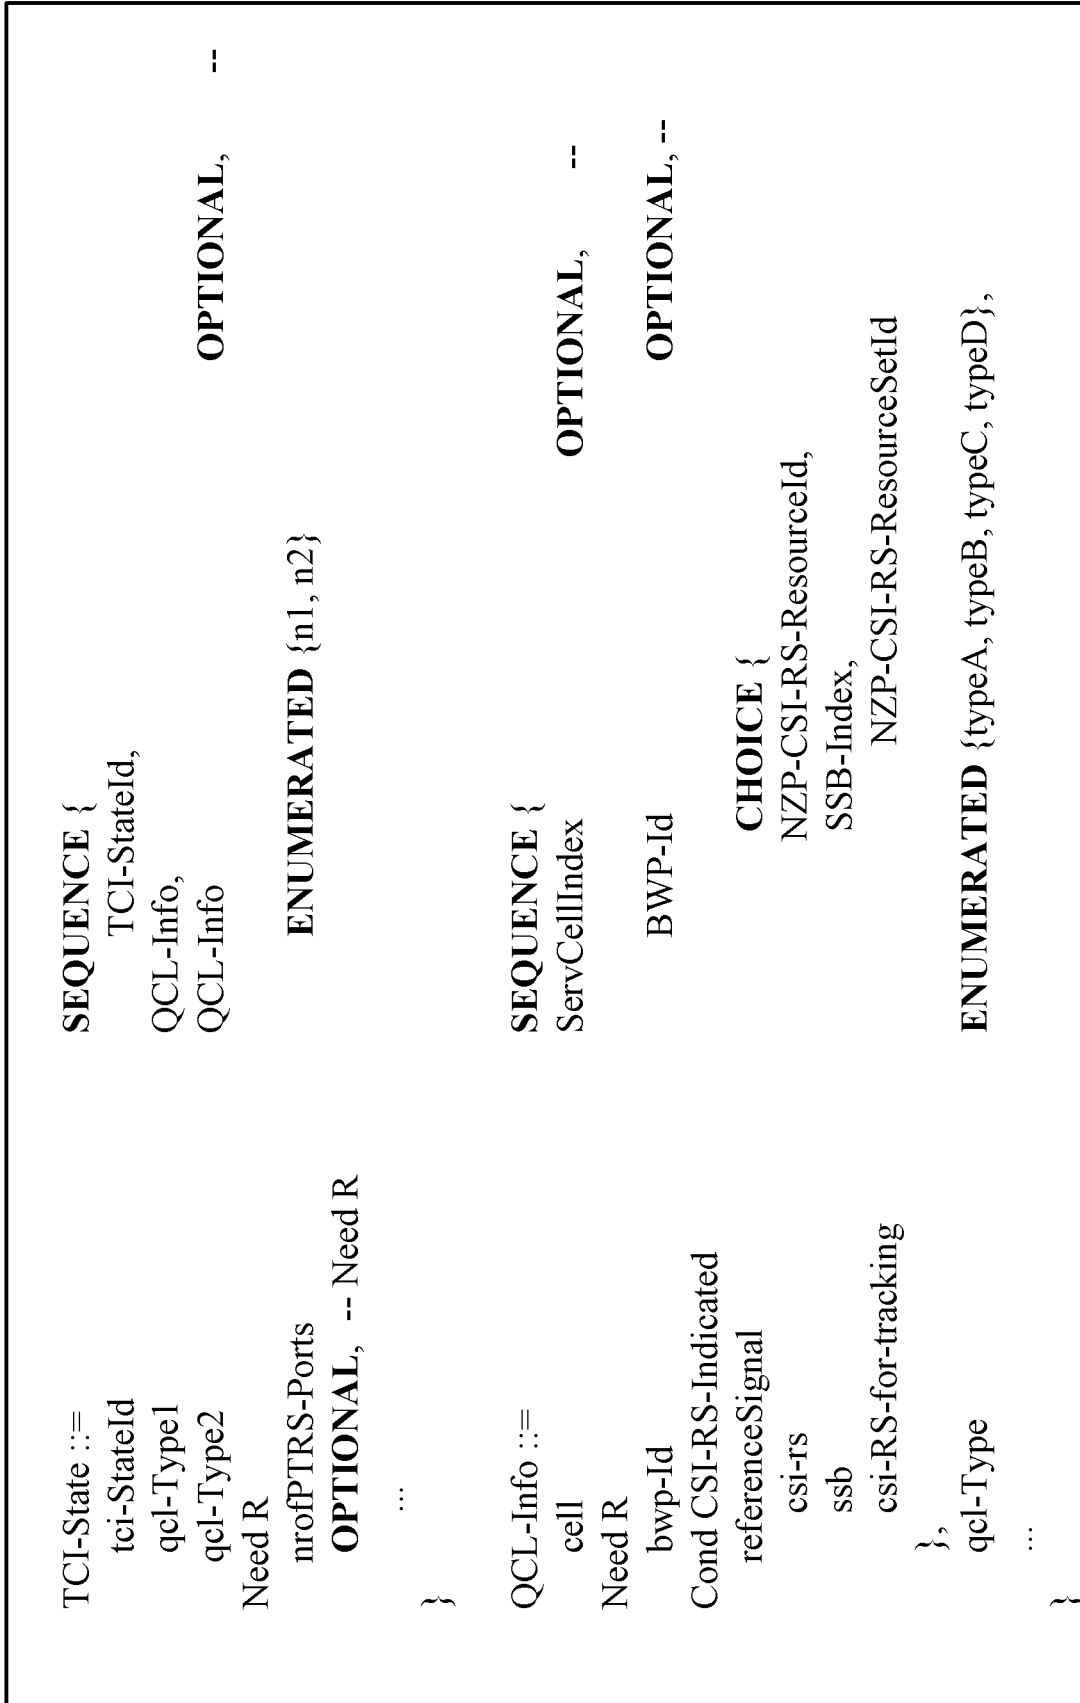 TCI-State ::= SEQUENCE {
tci-StateId TCI-StateId,
qcl-Type1 QCL-Info,
qcl-Type2 QCL-Info OPTIONAL, --
Need R
nrofPTRS-Ports ENUMERATED {n1, n2}
OPTIONAL, -- Need R
...
}
QCL-Info ::= SEQUENCE {
cell ServCellIndex OPTIONAL, --
Need R
bwp-Id BWP-Id OPTIONAL, --
Cond CSI-RS-Indicated
referenceSignal CHOICE {
csi-rs NZP-CSI-RS-ResourceId,
ssb SSB-Index,
csi-RS-for-tracking NZP-CSI-RS-ResourceSetId
},
qcl-Type ENUMERATED {typeA, typeB, typeC, typeD},
...
}